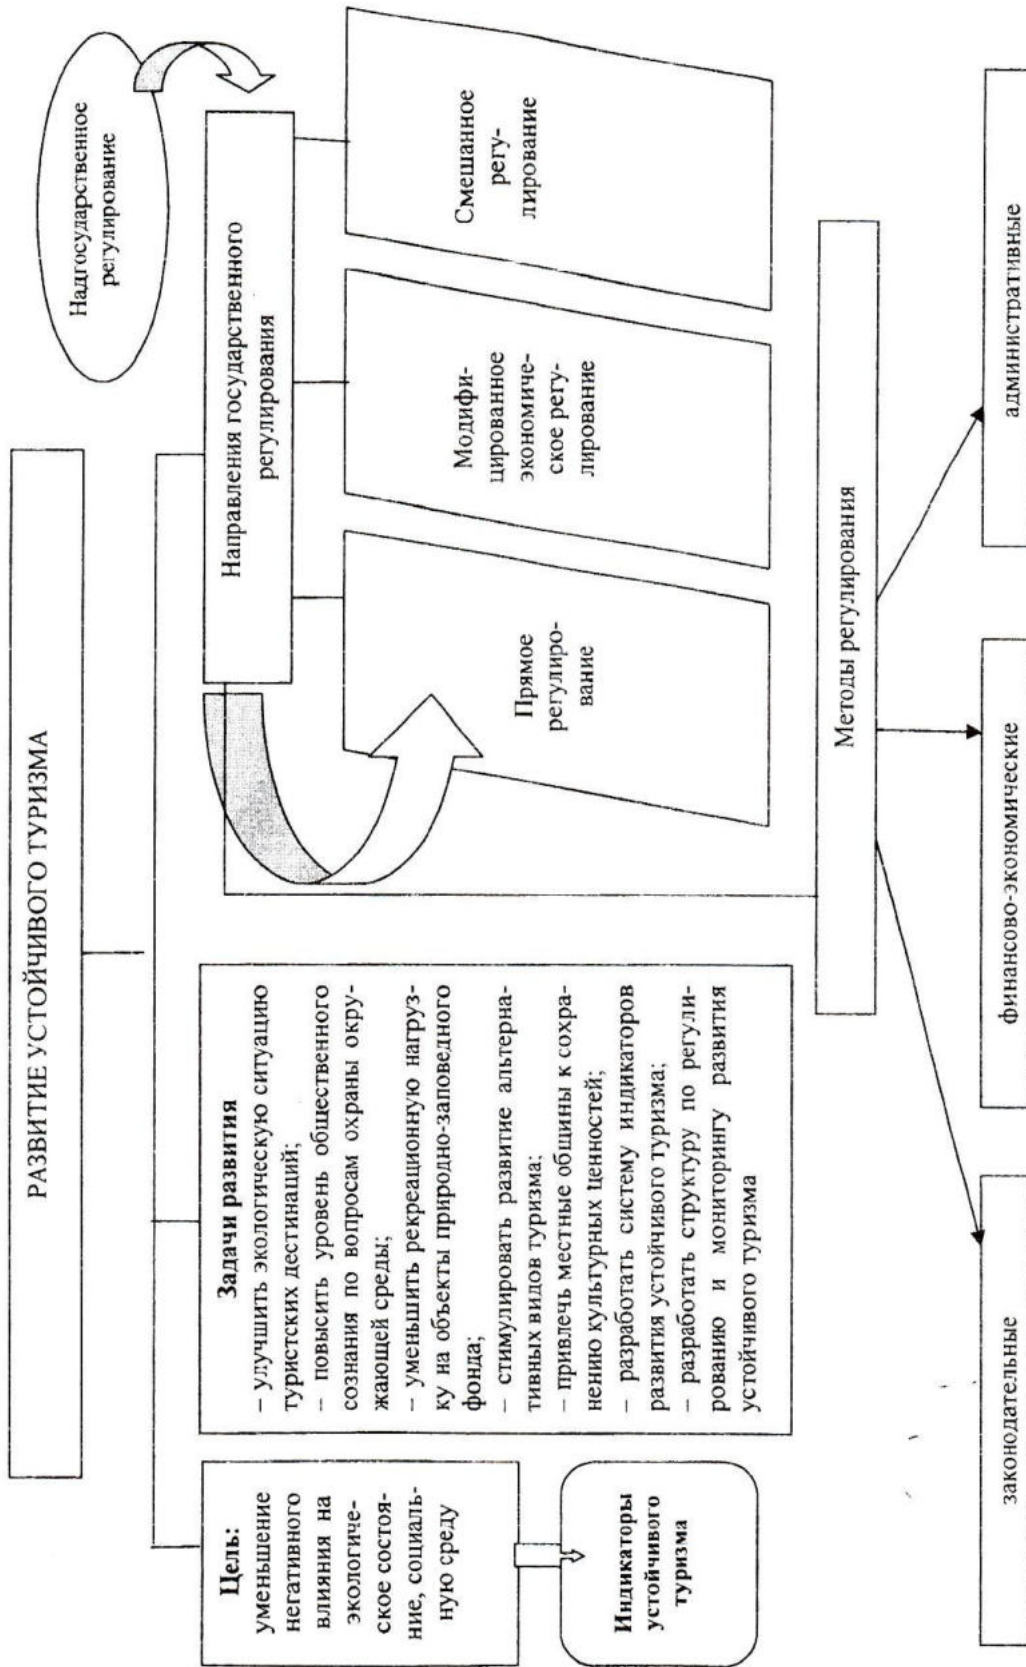 РАЗВИТИЕ УСТОЙЧИВОГО ТУРИЗМА
Цель:
уменьшение
негативного
влияния на
экологиче-
ское состоя-
ние, социаль-
ную среду
Индикаторы
устойчивого
туризма
Задачи развития
– улучшить экологическую ситуацию
туристских дестинаций;
– повысить уровень общественного
сознания по вопросам охраны окру-
жающей среды;
– уменьшить рекреационную нагруз-
ку на объекты природно-заповедного
фонда;
– стимулировать развитие альтерна-
тивных видов туризма;
– привлечь местные общины к сохра-
нению культурных ценностей;
– разработать систему индикаторов
развития устойчивого туризма;
– разработать структуру по регули-
рованию и мониторингу развития
устойчивого туризма
Надгосударственное
регулирование
Направления государственного
регулирования
Прямое
регулиро-
вание
Модифи-
цированное
экономиче-
ское регу-
лирование
Смешанное
регу-
лирование
Методы регулирования
законодательные
финансово-экономические
административные